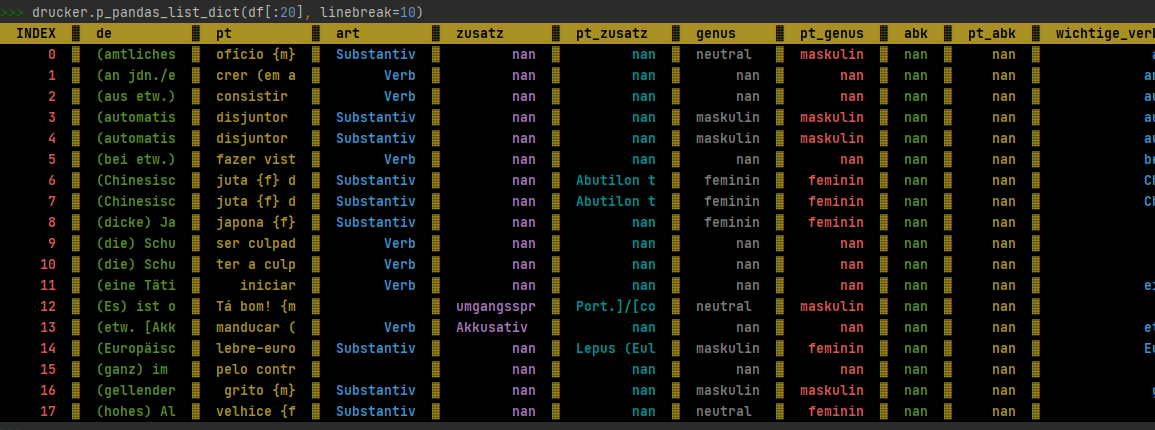 >>> drucker.p_pandas_list_dict(df[:20], linebreak=10)
INDEX de pt art zusatz pt_zusatz genus pt_genus abk pt_abk wichtige_ver
0 (amtliches ofício {m} Substantiv nan nan neutral maskulin nan nan
1 (an jdn./e crer (em a Verb nan nan nan nan nan nan
2 (aus etw.) consistir Verb nan nan nan nan nan nan
3 (automatis disjuntor Substantiv nan nan maskulin maskulin nan nan
4 (automatis disjuntor Substantiv nan nan maskulin maskulin nan nan
5 (bei etw.) fazer vist Verb nan nan nan nan nan nan
6 (Chinesisc juta {f} d Substantiv nan Abutilon t feminin feminin nan nan
7 (Chinesisc juta {f} d Substantiv nan Abutilon t feminin feminin nan nan
8 (dicke) Ja japona {f} Substantiv nan nan feminin feminin nan nan
9 (die) Schu ser culpad Verb nan nan nan nan nan nan
10 (die) Schu ter a culp Verb nan nan nan nan nan nan
11 (eine Täti iniciar Verb nan nan nan nan nan nan
12 (Es) ist o Tá bom! {m umgangsspr Port.]/[co neutral maskulin nan nan
13 (etw. [Akk manducar ( Verb Akkusativ nan nan nan nan nan
14 (Europäisc lebre-euro Substantiv nan Lepus (Eul maskulin feminin nan nan
15 (ganz) im pelo contr nan nan nan nan nan nan
16 (gellender grito {m} Substantiv nan nan maskulin maskulin nan nan
17 (hohes) Al velhice {f Substantiv nan nan neutral feminin nan nan